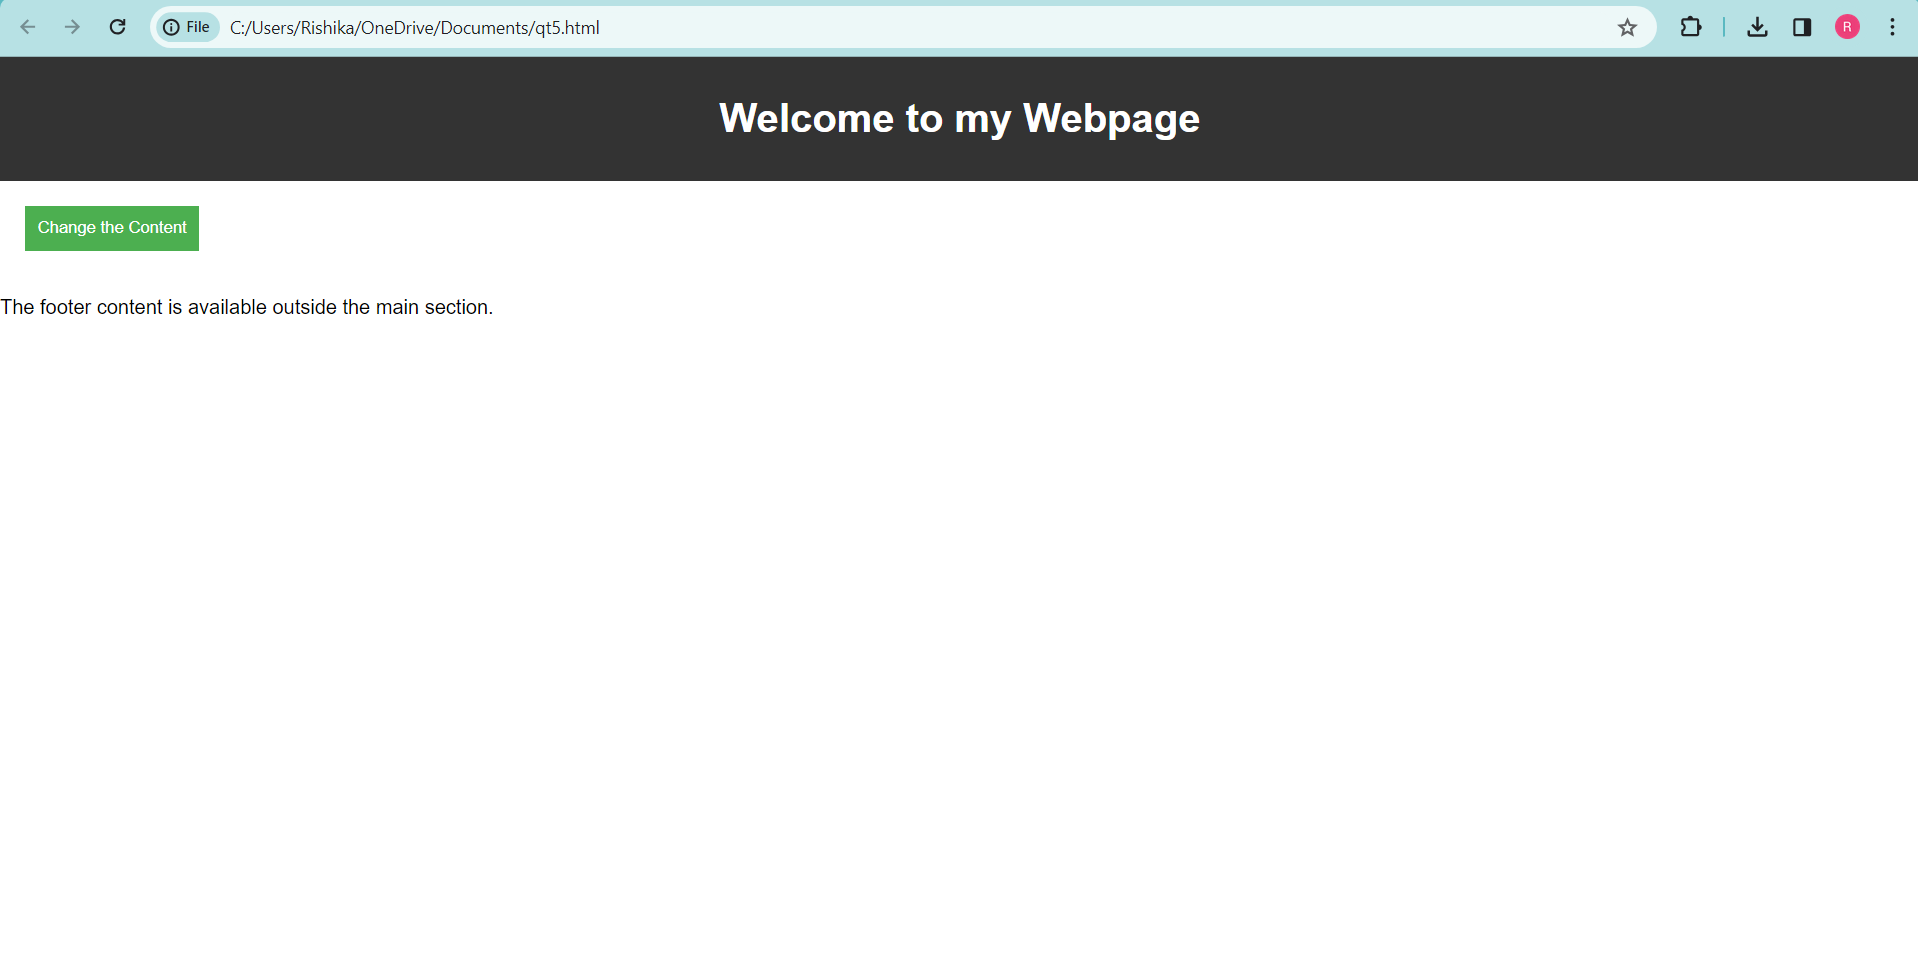 File C:/Users/Rishika/OneDrive/Documents/qt5.html
R
Welcome to my Webpage
Change the Content
The footer content is available outside the main section.